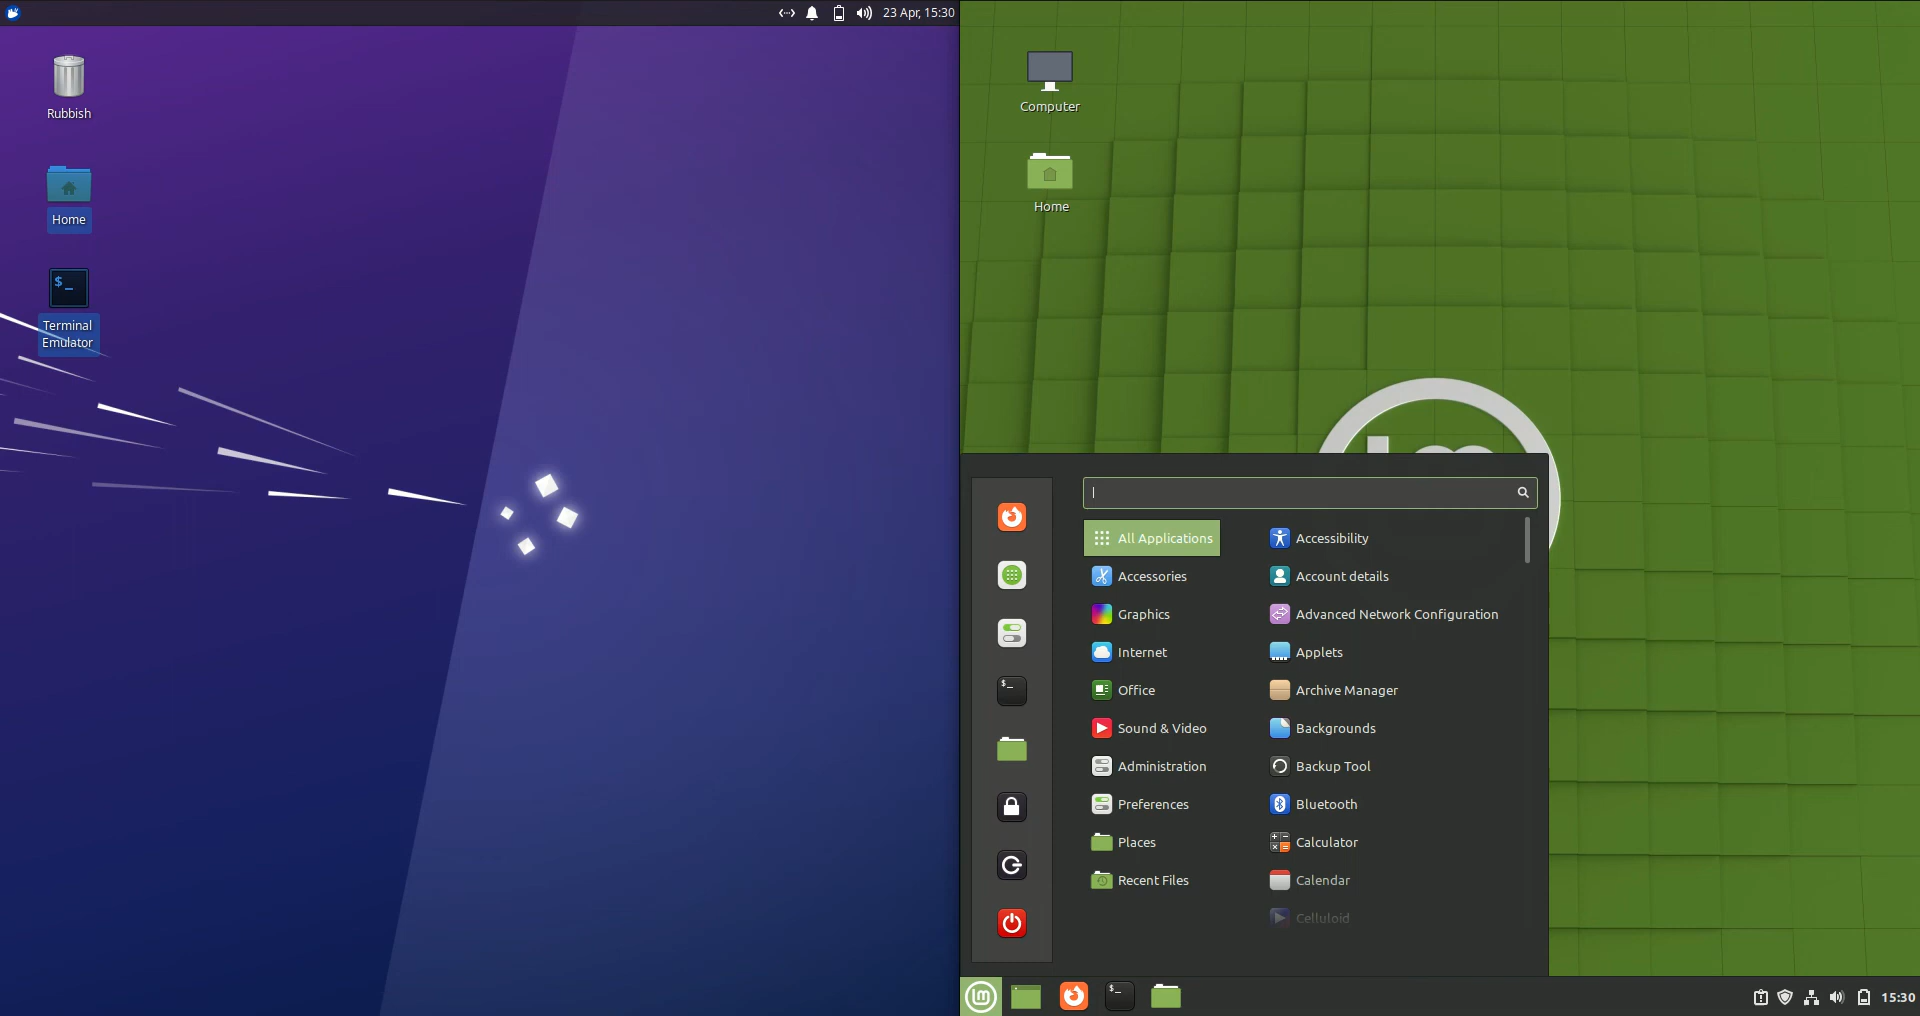 23 Apr, 15:30
Rubbish
Home
$_
Terminal
Emulator
Computer
Home
All Applications
Accessories
Graphics
Internet
Office
Sound & Video
Administration
Preferences
Places
Recent Files
Accessibility
Account details
Advanced Network Configuration
Applets
Archive Manager
Backgrounds
Backup Tool
Bluetooth
Calculator
Calendar
Celluloid
$_
$_
15:30